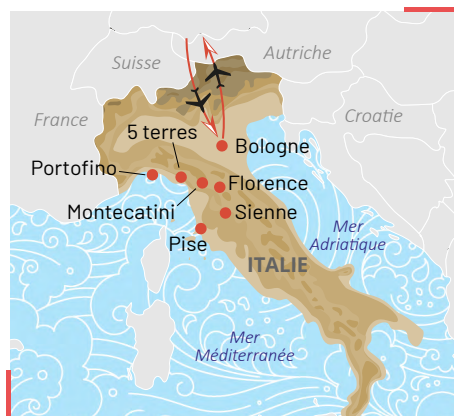 Suisse
Autriche
France
Croatie
5 terres
Bologne
Portofino
Florence
Montecatini
Sienne
Pise
Mer
Adriatique
ITALIE
Mer
Méditerranée